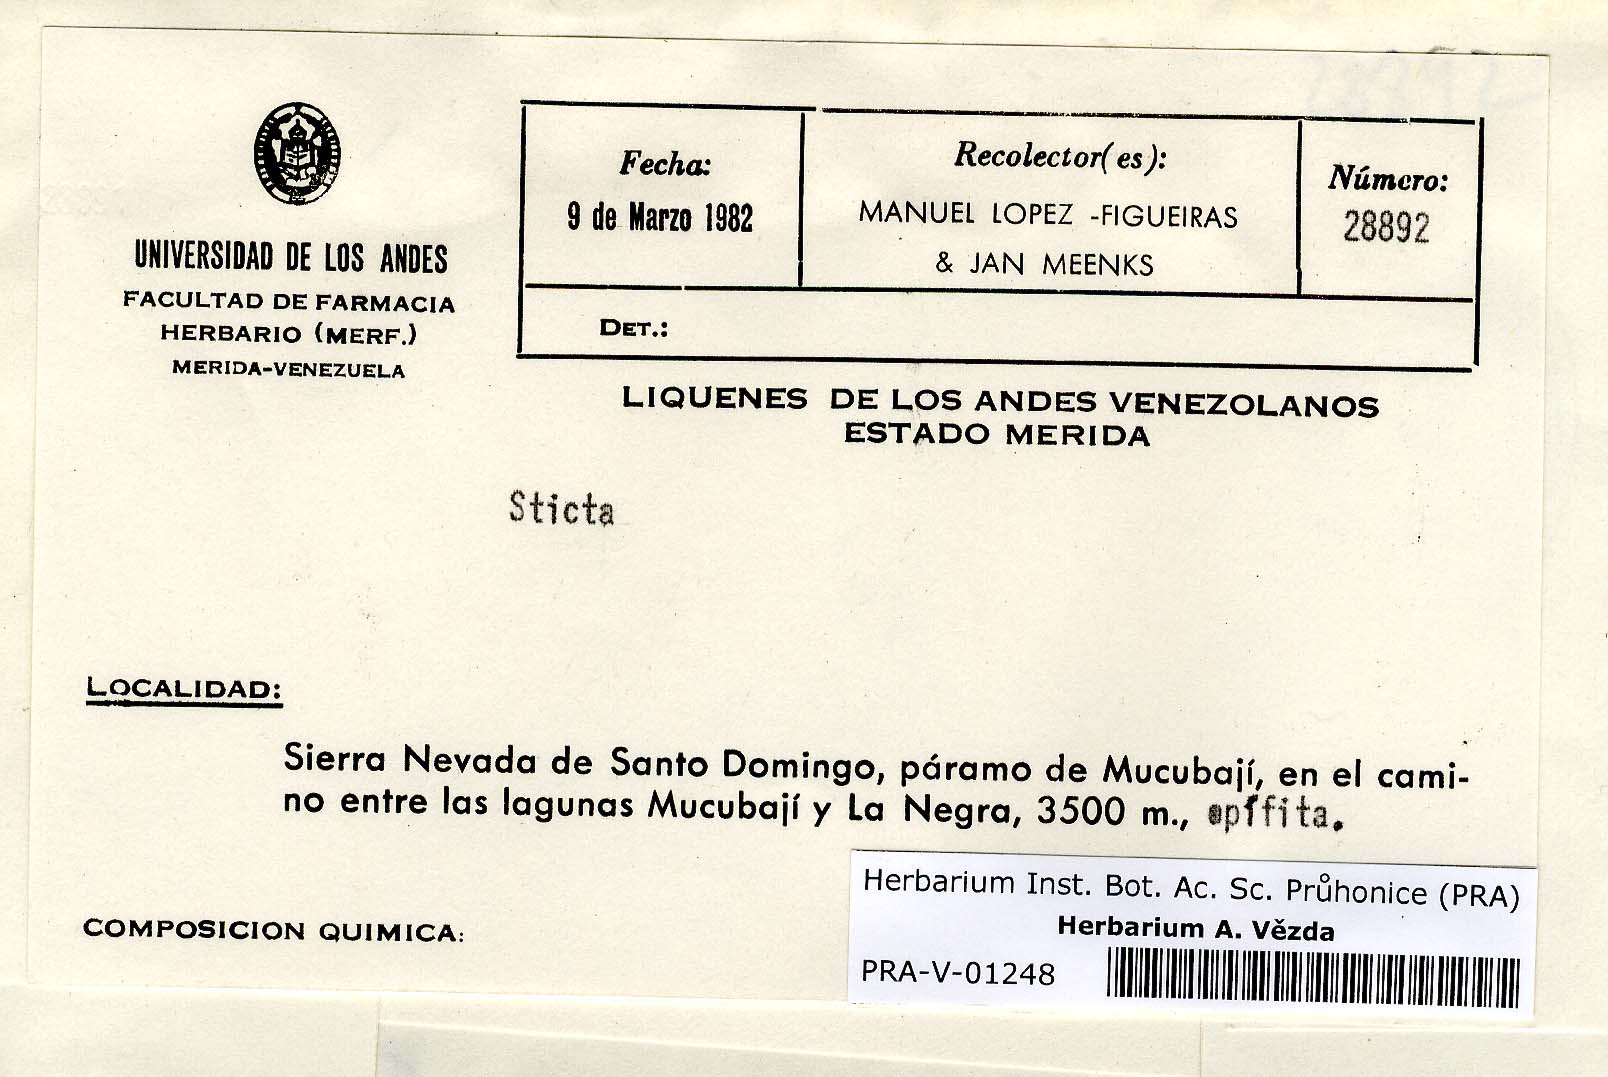 UNIVERSIDAD DE LOS ANDES
FACULTAD DE FARMACIA
HERBARIO (MERF.)
MERIDA-VENEZUELA
Fecha:
9 de Marzo 1982
Recolector(es):
MANUEL LOPEZ -FIGUEIRAS
& JAN MEENKS
Número:
28892
DET.:
LIQUENES DE LOS ANDES VENEZOLANOS
ESTADO MERIDA
Sticta
LOCALIDAD:
Sierra Nevada de Santo Domingo, páramo de Mucubají, en el cami-
no entre las lagunas Mucubají y La Negra, 3500 m., epífita.
COMPOSICION QUIMICA:
Herbarium Inst. Bot. Ac. Sc. Průhonice (PRA)
Herbarium A. Vězda
PRA-V-01248